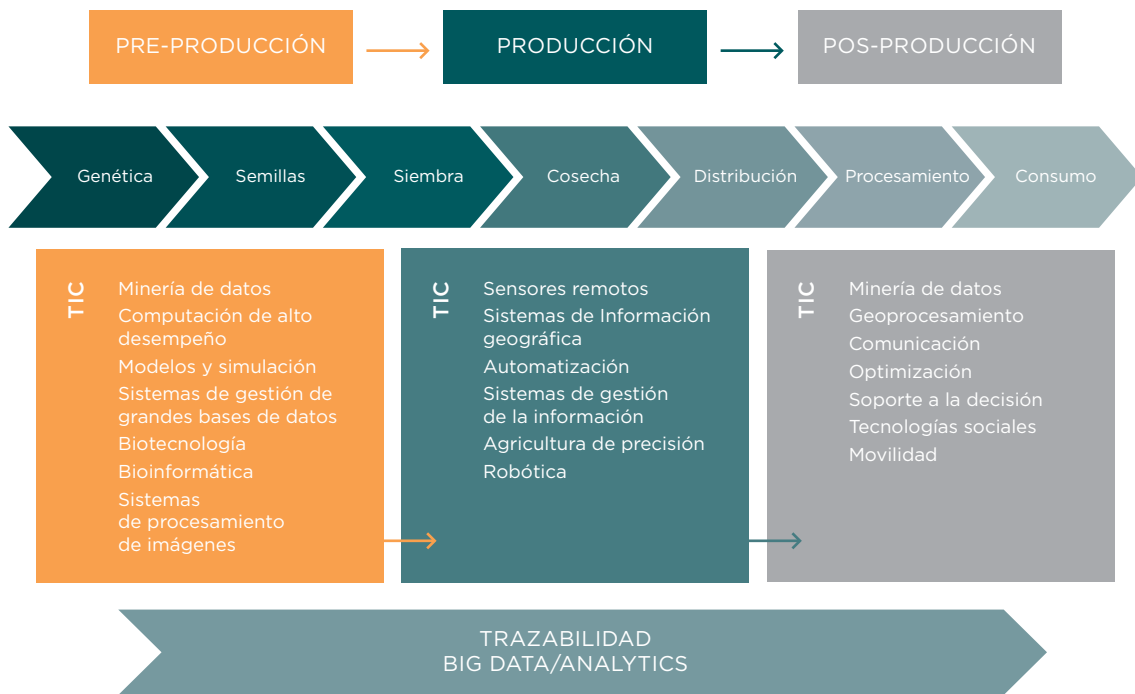 PRE-PRODUCCIÓN
PRODUCCIÓN
POS-PRODUCCIÓN
Genética
Semillas
Siembra
Cosecha
Distribución
Procesamiento
Consumo
TIC
Minería de datos
Computación de alto
desempeño
Modelos y simulación
Sistemas de gestión de
grandes bases de datos
Biotecnología
Bioinformática
Sistemas
de procesamiento
de imágenes
TIC
Sensores remotos
Sistemas de Información
geográfica
Automatización
Sistemas de gestión
de la información
Agricultura de precisión
Robótica
TIC
Minería de datos
Geoprocesamiento
Comunicación
Optimización
Soporte a la decisión
Tecnologías sociales
Movilidad
TRAZABILIDAD
BIG DATA/ANALYTICS